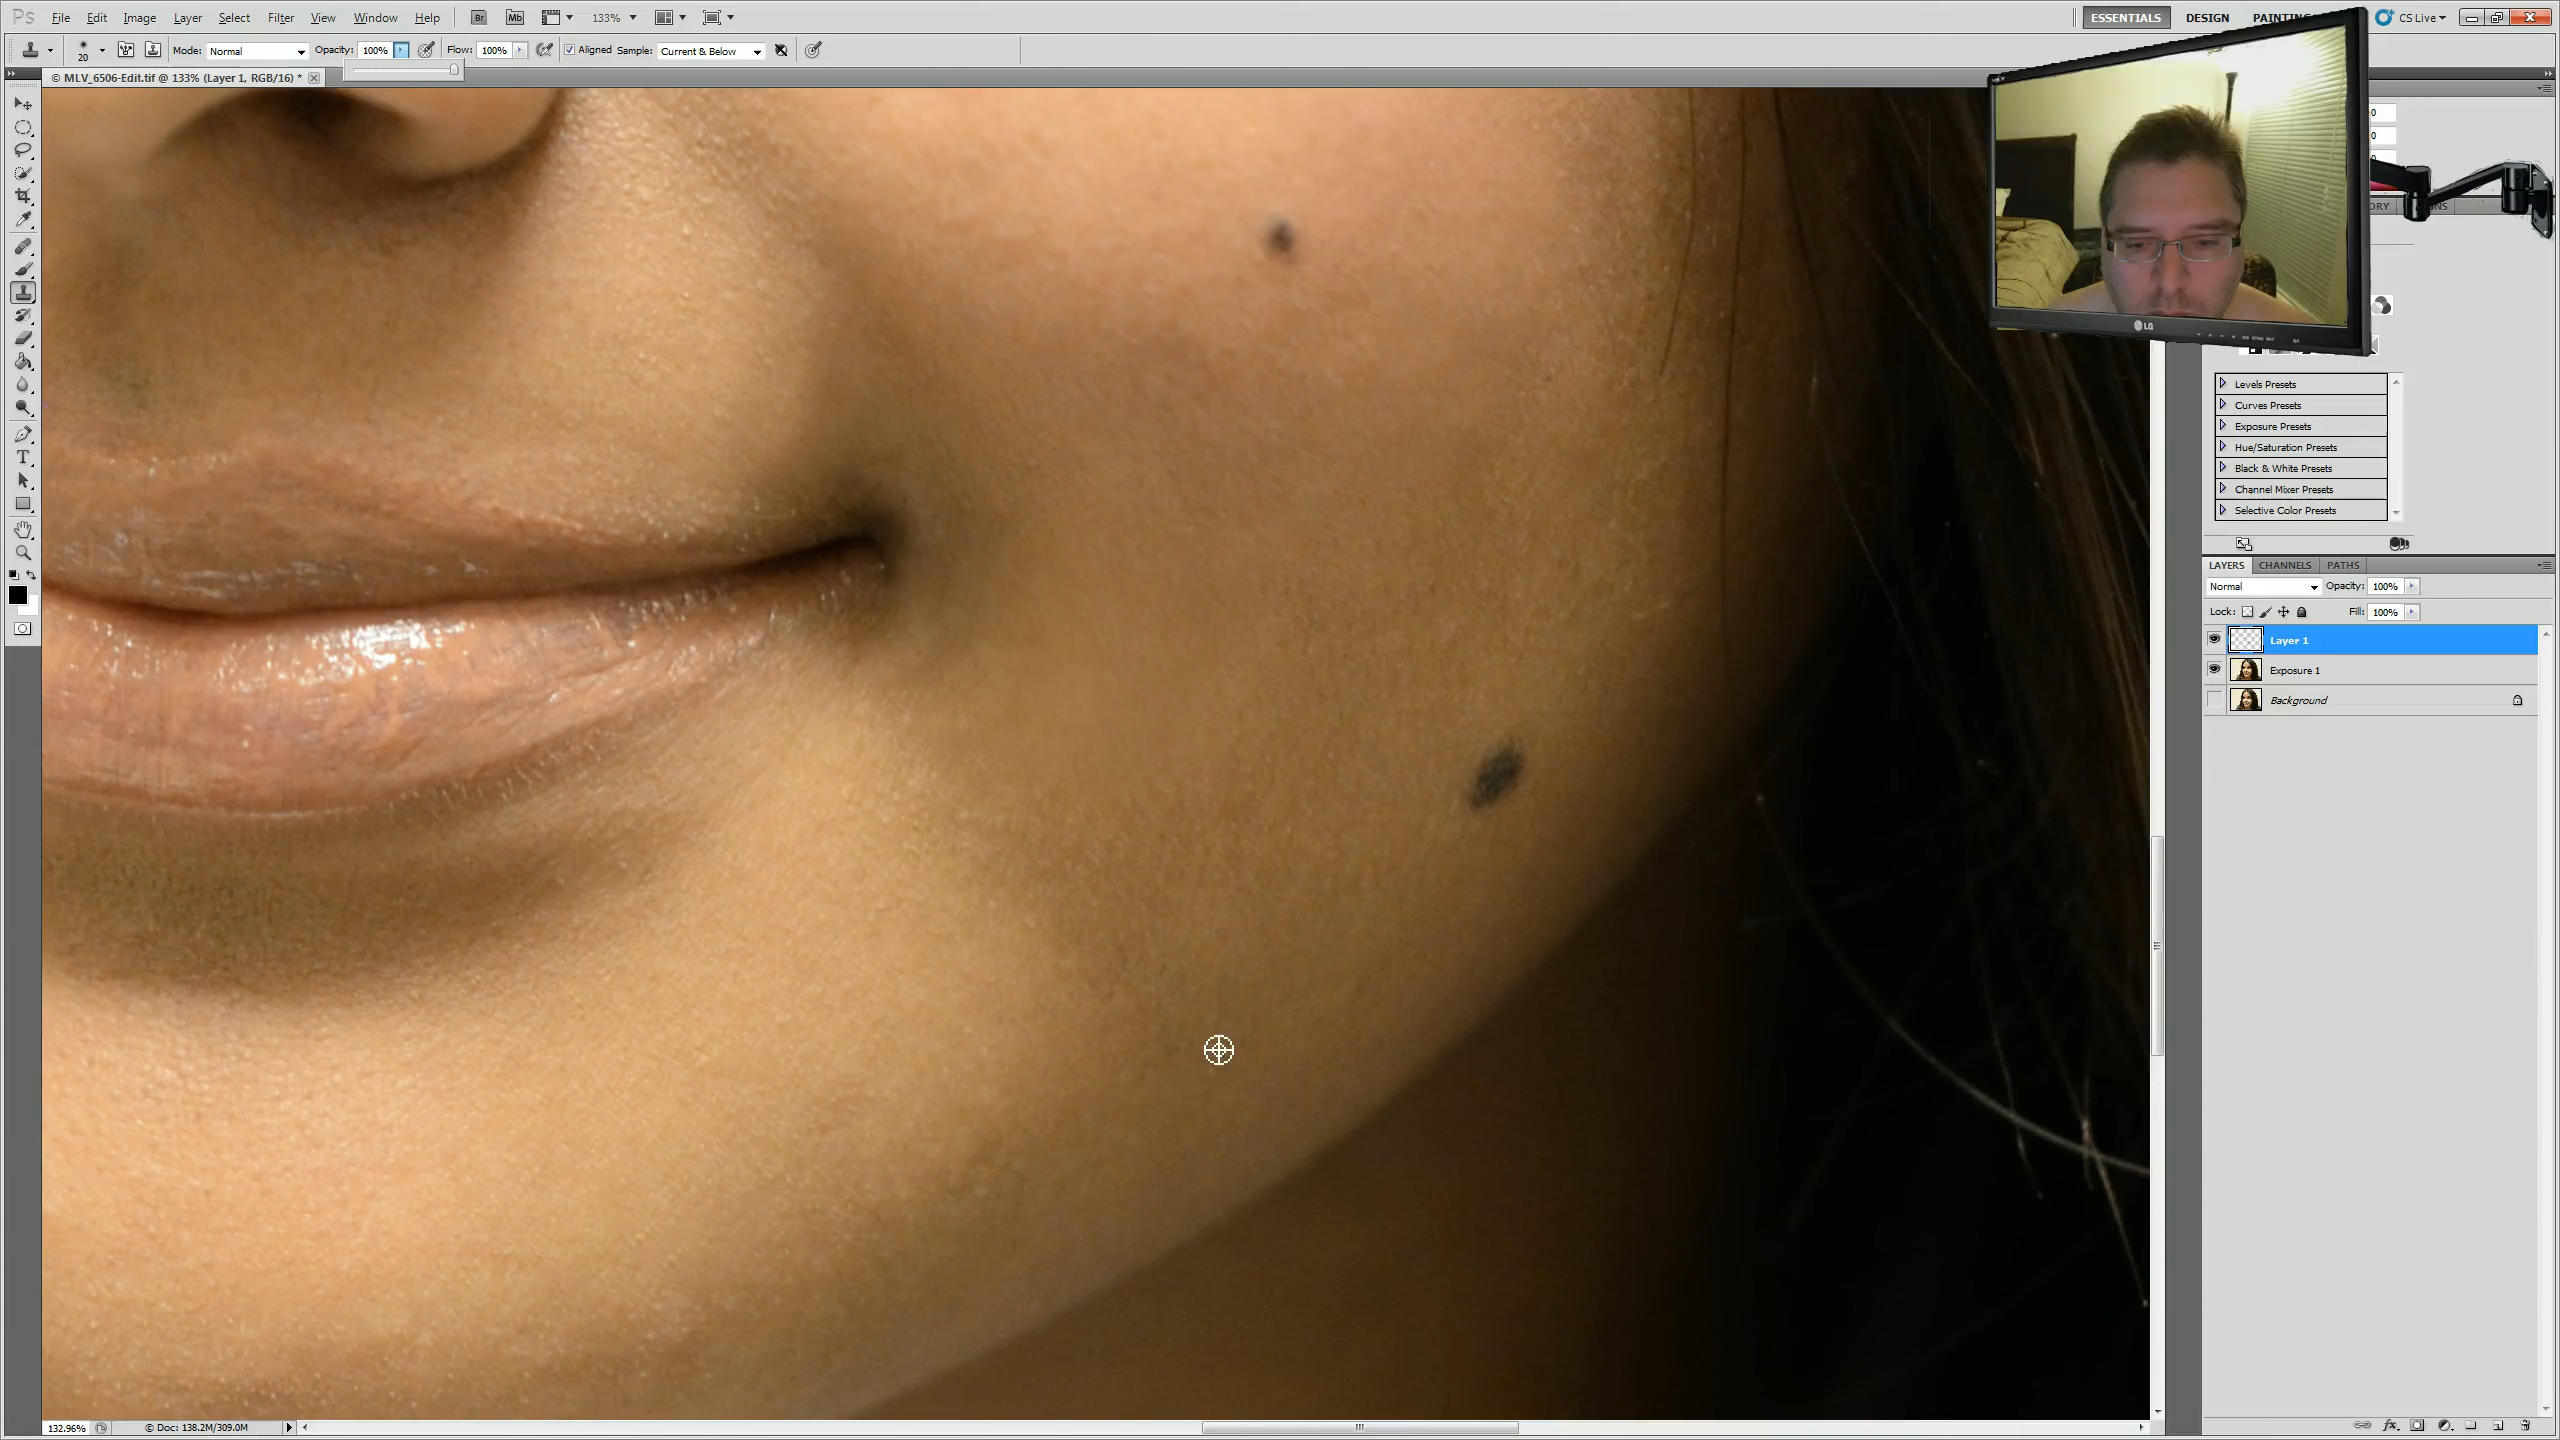 Ps File Edit Image Layer Select Filter View Window Help Br Mb 133% ESSENTIALS DESIGN CS Live
20 Mode: Normal Opacity: 100% Flow: 100% Aligned Sample: Current & Below
© MLV_6506-Edit.tif @ 133% (Layer 1, RGB/16) *
LG
Levels Presets
Curves Presets
Exposure Presets
Hue/Saturation Presets
Black & White Presets
Channel Mixer Presets
Selective Color Presets
LAYERS CHANNELS PATHS
Normal Opacity: 100%
Lock: Fill: 100%
Layer 1
Exposure 1
Background
132.96% © Doc: 138.2M/309.0M